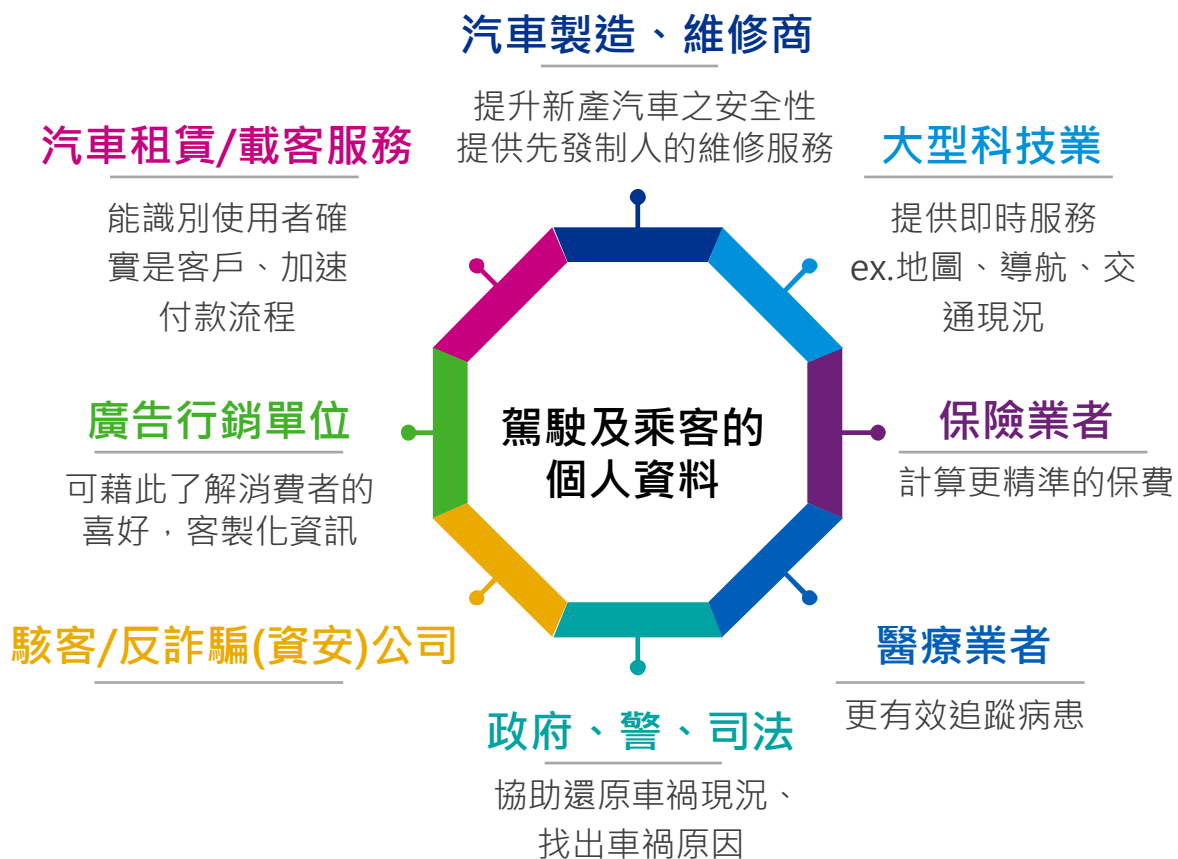 汽車製造、維修商
提升新產汽車之安全性
提供先發制人的維修服務
大型科技業
提供即時服務
ex.地圖、導航、交
通現況
保險業者
計算更精準的保費
醫療業者
更有效追蹤病患
政府、警、司法
協助還原車禍現況、
找出車禍原因
駭客/反詐騙(資安)公司
廣告行銷單位
可藉此了解消費者的
喜好，客製化資訊
汽車租賃/載客服務
能識別使用者確
實是客戶、加速
付款流程
駕駛及乘客的
個人資料